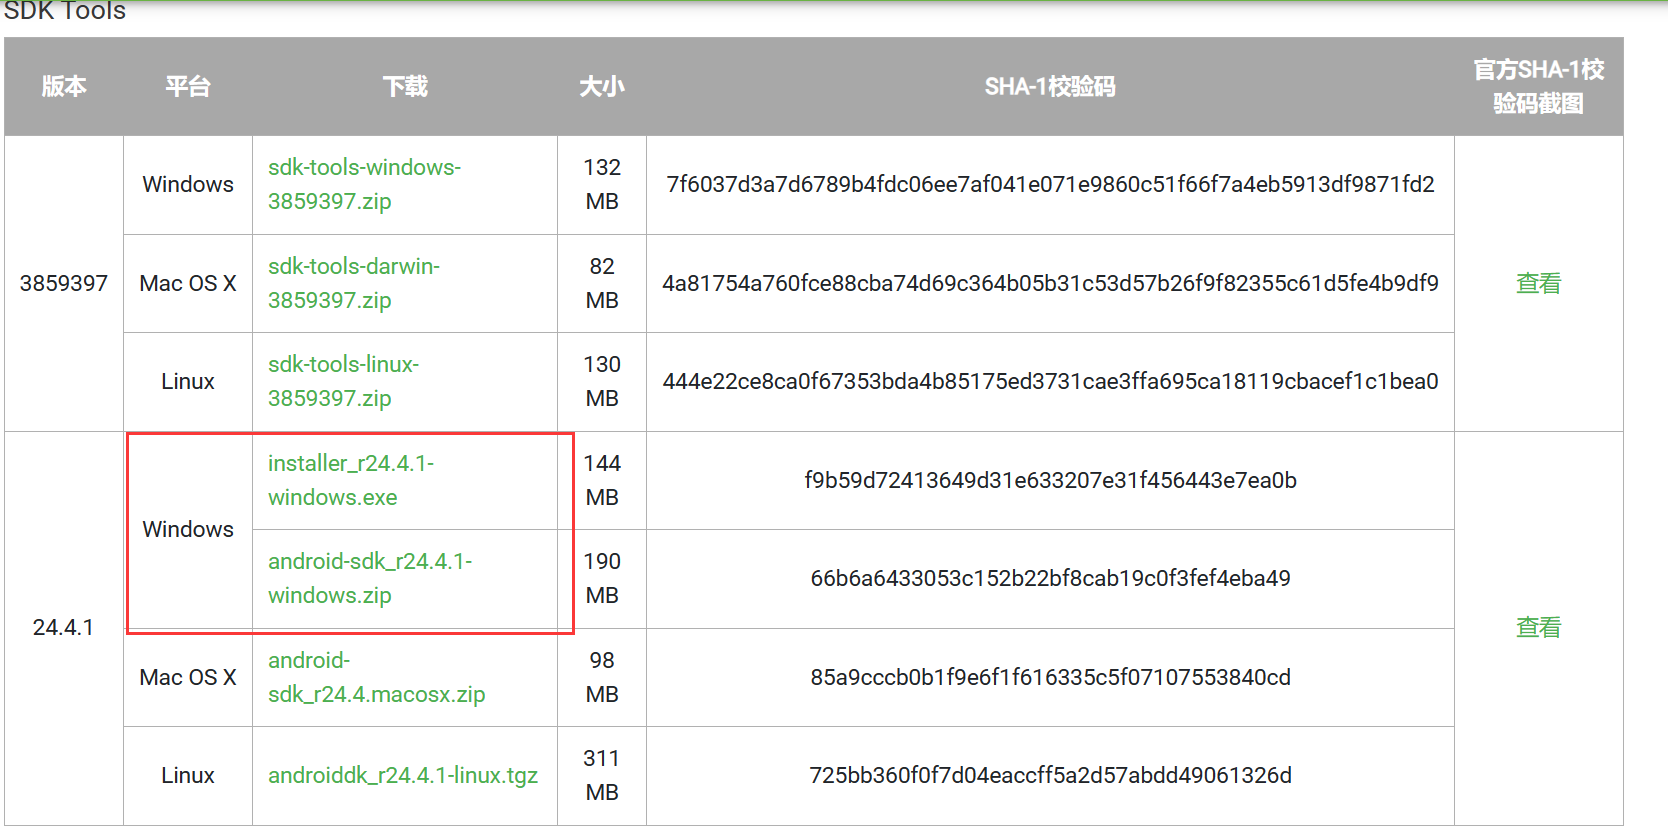 SDK Tools
版本
平台
下载
大小
SHA-1校验码
官方SHA-1校
验码截图
3859397
Windows
sdk-tools-windows-
3859397.zip
132
MB
7f6037d3a7d6789b4fdc06ee7af041e071e9860c51f66f7a4eb5913df9871fd2
查看
Mac OS X
sdk-tools-darwin-
3859397.zip
82
MB
4a81754a760fce88cba74d69c364b05b31c53d57b26f9f82355c61d5fe4b9df9
Linux
sdk-tools-linux-
3859397.zip
130
MB
444e22ce8ca0f67353bda4b85175ed3731cae3ffa695ca18119cbacef1c1bea0
24.4.1
Windows
installer_r24.4.1-
windows.exe
144
MB
f9b59d72413649d31e633207e31f456443e7ea0b
查看
android-sdk_r24.4.1-
windows.zip
190
MB
66b6a6433053c152b22bf8cab19c0f3fef4eba49
Mac OS X
android-
sdk_r24.4.macosx.zip
98
MB
85a9cccb0b1f9e6f1f616335c5f07107553840cd
Linux
androiddk_r24.4.1-linux.tgz
311
MB
725bb360f0f7d04eaccff5a2d57abdd49061326d